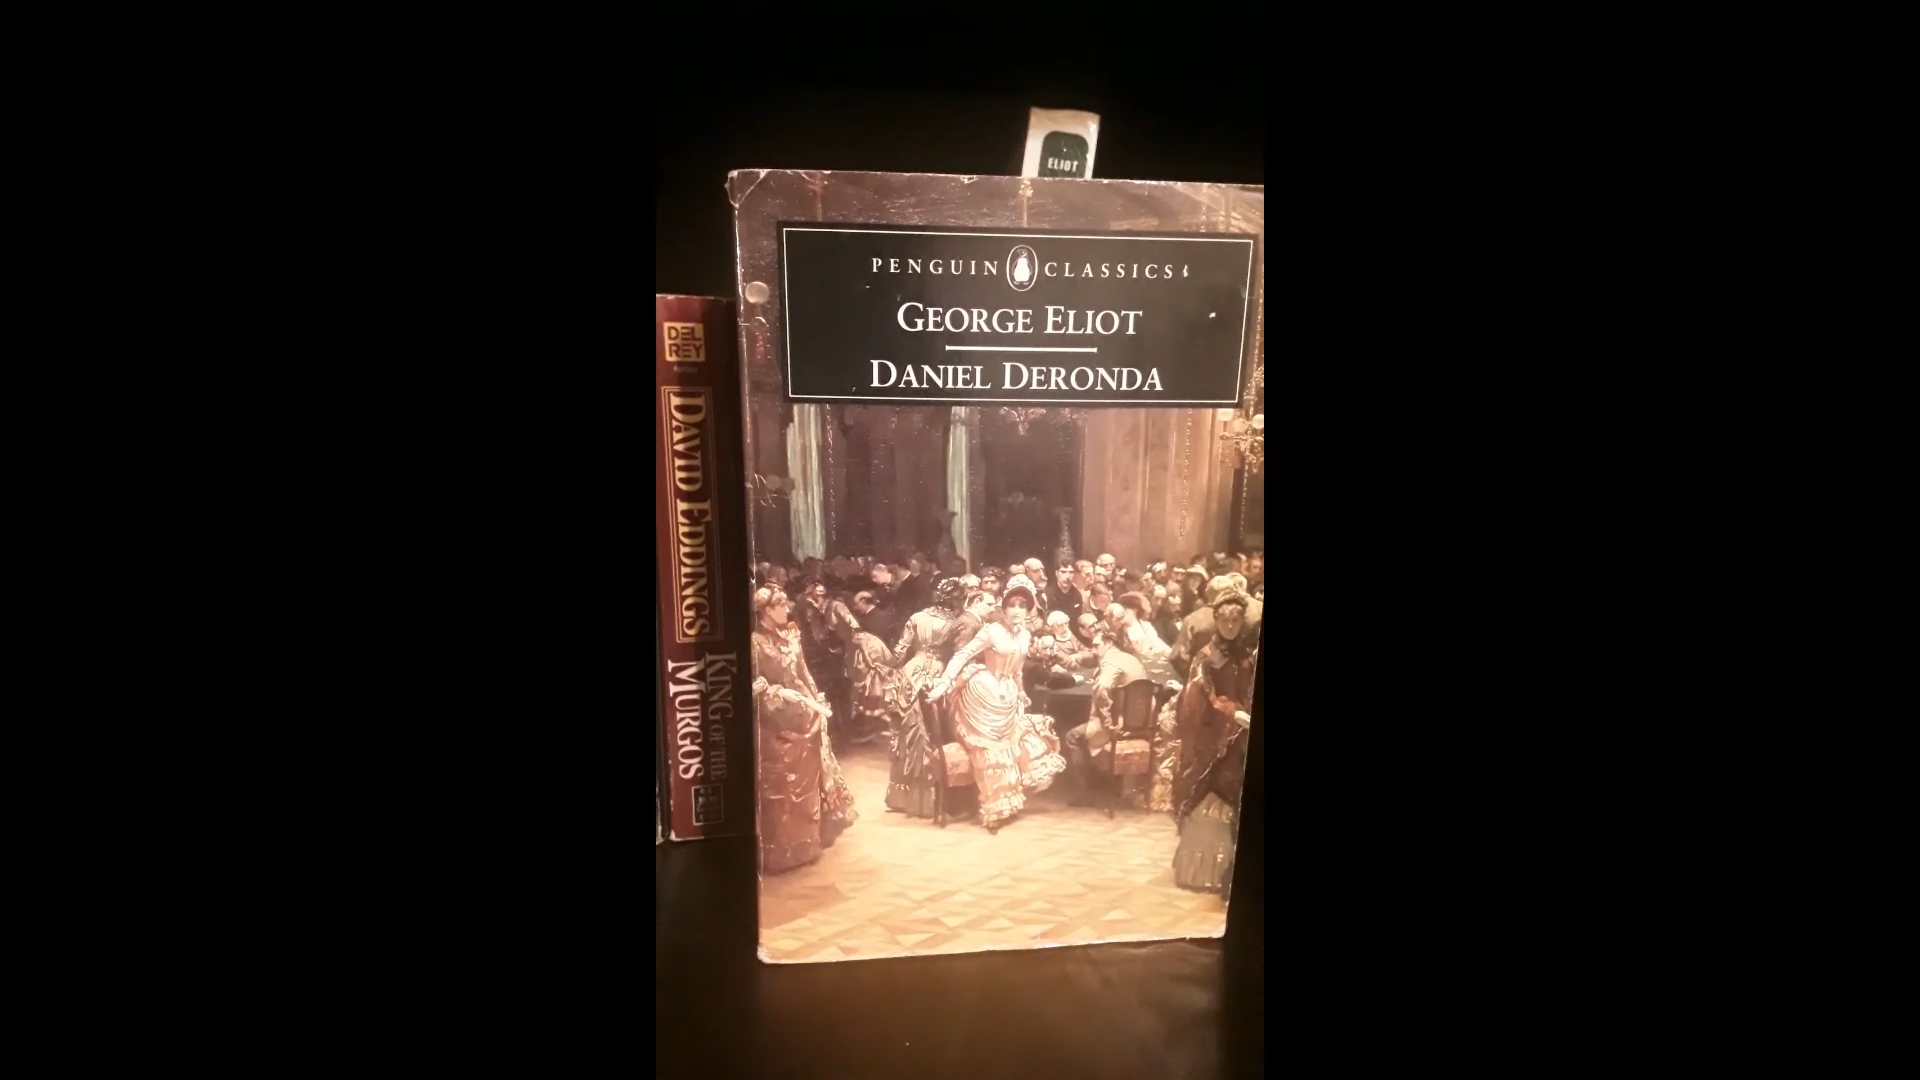 ELIOT
PENGUIN CLASSICS
GEORGE ELIOT
DANIEL DERONDA
DEL
REY
DAVID EDDINGS
KING OF THE
MURGOS